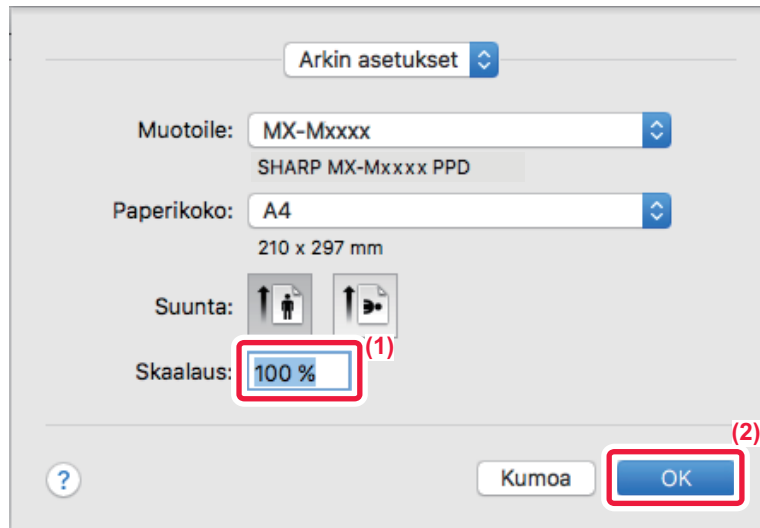 Arkin asetukset
Muotoile: MX-Mxxxx
SHARP MX-Mxxxx PPD
Paperikoko: A4
210 x 297 mm
Suunta:
(1)
Skaalaus: 100 %
(2)
? Kumoa OK